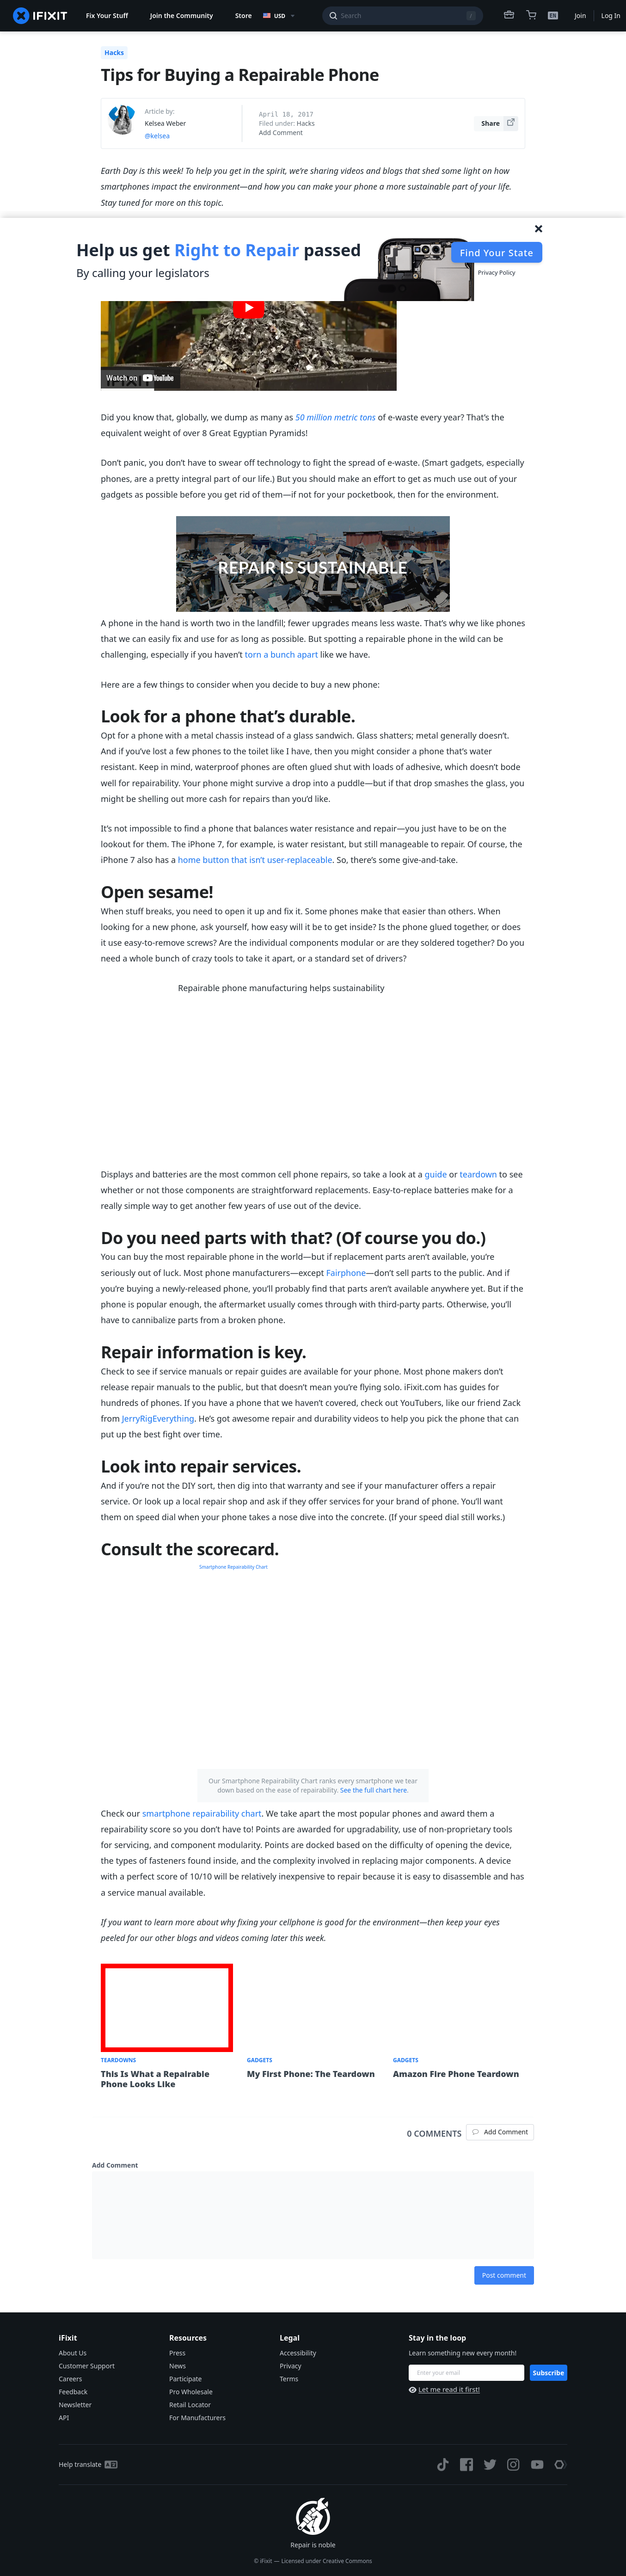 IFIXIT
Fix Your Stuff
Join the Community
Store
USD
Search
/
EN
Join
Log In
Hacks
Tips for Buying a Repairable Phone
Article by:
Kelsea Weber
@kelsea
April 18, 2017
Filed under: Hacks
Add Comment
Share
Earth Day is this week! To help you get in the spirit, we’re sharing videos and blogs that shed some light on how
smartphones impact the environment—and how you can make your phone a more sustainable part of your life.
Stay tuned for more on this topic.
Help us get Right to Repair passed
By calling your legislators
Find Your State
Privacy Policy
Watch on YouTube
Did you know that, globally, we dump as many as 50 million metric tons of e-waste every year? That’s the
equivalent weight of over 8 Great Egyptian Pyramids!
Don’t panic, you don’t have to swear off technology to fight the spread of e-waste. (Smart gadgets, especially
phones, are a pretty integral part of our life.) But you should make an effort to get as much use out of your
gadgets as possible before you get rid of them—if not for your pocketbook, then for the environment.
REPAIR IS SUSTAINABLE
A phone in the hand is worth two in the landfill; fewer upgrades means less waste. That’s why we like phones
that we can easily fix and use for as long as possible. But spotting a repairable phone in the wild can be
challenging, especially if you haven’t torn a bunch apart like we have.
Here are a few things to consider when you decide to buy a new phone:
Look for a phone that’s durable.
Opt for a phone with a metal chassis instead of a glass sandwich. Glass shatters; metal generally doesn’t.
And if you’ve lost a few phones to the toilet like I have, then you might consider a phone that’s water
resistant. Keep in mind, waterproof phones are often glued shut with loads of adhesive, which doesn’t bode
well for repairability. Your phone might survive a drop into a puddle—but if that drop smashes the glass, you
might be shelling out more cash for repairs than you’d like.
It’s not impossible to find a phone that balances water resistance and repair—you just have to be on the
lookout for them. The iPhone 7, for example, is water resistant, but still manageable to repair. Of course, the
iPhone 7 also has a home button that isn’t user-replaceable. So, there’s some give-and-take.
Open sesame!
When stuff breaks, you need to open it up and fix it. Some phones make that easier than others. When
looking for a new phone, ask yourself, how easy will it be to get inside? Is the phone glued together, or does
it use easy-to-remove screws? Are the individual components modular or are they soldered together? Do you
need a whole bunch of crazy tools to take it apart, or a standard set of drivers?
Repairable phone manufacturing helps sustainability
Displays and batteries are the most common cell phone repairs, so take a look at a guide or teardown to see
whether or not those components are straightforward replacements. Easy-to-replace batteries make for a
really simple way to get another few years of use out of the device.
Do you need parts with that? (Of course you do.)
You can buy the most repairable phone in the world—but if replacement parts aren’t available, you’re
seriously out of luck. Most phone manufacturers—except Fairphone—don’t sell parts to the public. And if
you’re buying a newly-released phone, you’ll probably find that parts aren’t available anywhere yet. But if the
phone is popular enough, the aftermarket usually comes through with third-party parts. Otherwise, you’ll
have to cannibalize parts from a broken phone.
Repair information is key.
Check to see if service manuals or repair guides are available for your phone. Most phone makers don’t
release repair manuals to the public, but that doesn’t mean you’re flying solo. iFixit.com has guides for
hundreds of phones. If you have a phone that we haven’t covered, check out YouTubers, like our friend Zack
from JerryRigEverything. He’s got awesome repair and durability videos to help you pick the phone that can
put up the best fight over time.
Look into repair services.
And if you’re not the DIY sort, then dig into that warranty and see if your manufacturer offers a repair
service. Or look up a local repair shop and ask if they offer services for your brand of phone. You’ll want
them on speed dial when your phone takes a nose dive into the concrete. (If your speed dial still works.)
Consult the scorecard.
Smartphone Repairability Chart
Our Smartphone Repairability Chart ranks every smartphone we tear
down based on the ease of repairability. See the full chart here.
Check our smartphone repairability chart. We take apart the most popular phones and award them a
repairability score so you don’t have to! Points are awarded for upgradability, use of non-proprietary tools
for servicing, and component modularity. Points are docked based on the difficulty of opening the device,
the types of fasteners found inside, and the complexity involved in replacing major components. A device
with a perfect score of 10/10 will be relatively inexpensive to repair because it is easy to disassemble and has
a service manual available.
If you want to learn more about why fixing your cellphone is good for the environment—then keep your eyes
peeled for our other blogs and videos coming later this week.
TEARDOWNS
This Is What a Repairable
Phone Looks Like
GADGETS
My First Phone: The Teardown
GADGETS
Amazon Fire Phone Teardown
0 COMMENTS
Add Comment
Add Comment
Post comment
iFixit
About Us
Customer Support
Careers
Feedback
Newsletter
API
Resources
Press
News
Participate
Pro Wholesale
Retail Locator
For Manufacturers
Legal
Accessibility
Privacy
Terms
Stay in the loop
Learn something new every month!
Enter your email
Subscribe
Let me read it first!
Help translate
Repair is noble
© iFixit — Licensed under Creative Commons